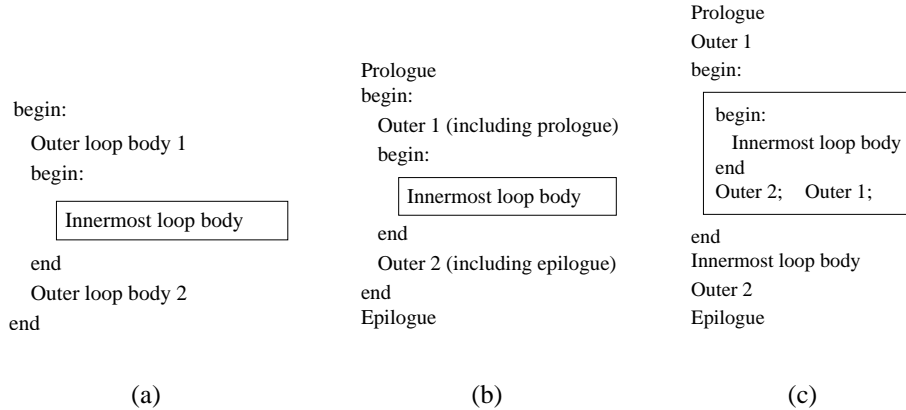 begin:
Outer loop body 1
begin:
Innermost loop body
end
Outer loop body 2
end
(a)
Prologue
begin:
Outer 1 (including prologue)
begin:
Innermost loop body
end
Outer 2 (including epilogue)
end
Epilogue
(b)
Prologue
Outer 1
begin:
begin:
Innermost loop body
end
Outer 2; Outer 1;
end
Innermost loop body
Outer 2
Epilogue
(c)